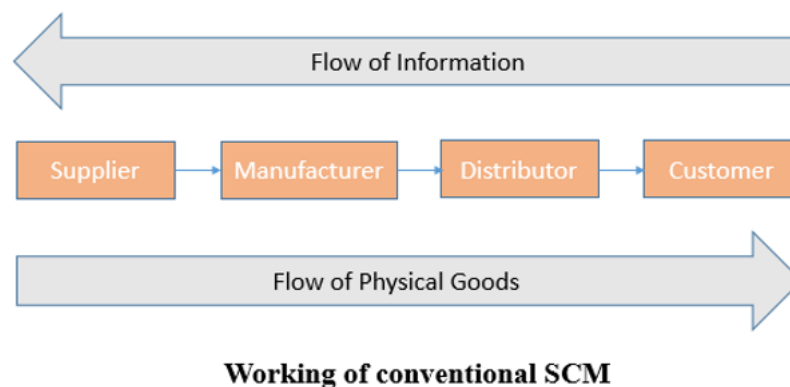 Flow of Information
Supplier
Manufacturer
Distributor
Customer
Flow of Physical Goods
Working of conventional SCM